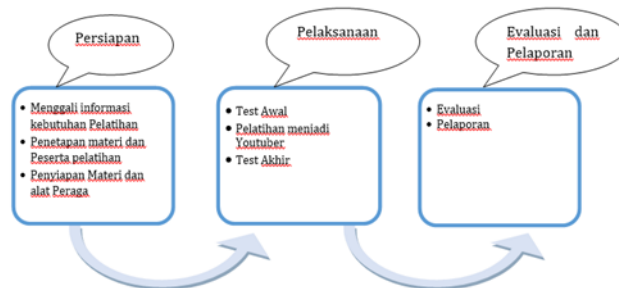 Persiapan
• Menggali informasi
kebutuhan Pelatihan
• Penetapan materi dan
Peserta pelatihan
• Penyiapan Materi dan
alat Peraga
Pelaksanaan
• Test Awal
• Pelatihan menjadi
Youtuber
• Test Akhir
Evaluasi dan
Pelaporan
• Evaluasi
• Pelaporan